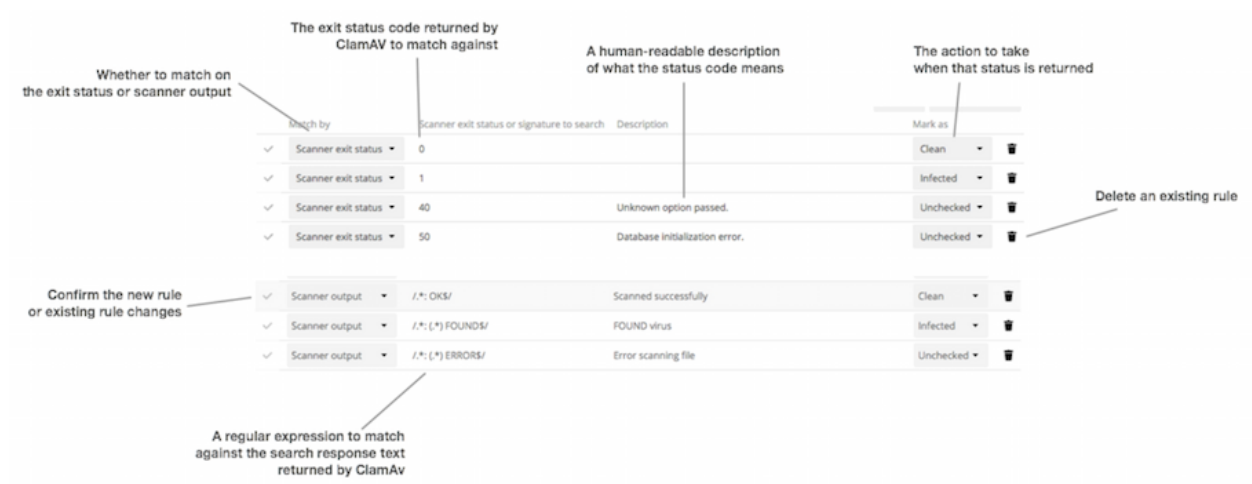 The exit status code returned by
ClamAV to match against
A human-readable description
of what the status code means
The action to take
when that status is returned
Whether to match on
the exit status or scanner output
Match by Scanner exit status or signature to search Description Mark as
Scanner exit status 0 Clean
Scanner exit status 1 Infected
Scanner exit status 40 Unknown option passed. Unchecked
Delete an existing rule
Scanner exit status 50 Database initialization error. Unchecked
Confirm the new rule
or existing rule changes
Scanner output /.*: OK$/ Scanned successfully Clean
Scanner output /.*: (.*) FOUND$/ FOUND virus Infected
Scanner output /.*: (.*) ERROR$/ Error scanning file Unchecked
A regular expression to match
against the search response text
returned by ClamAv